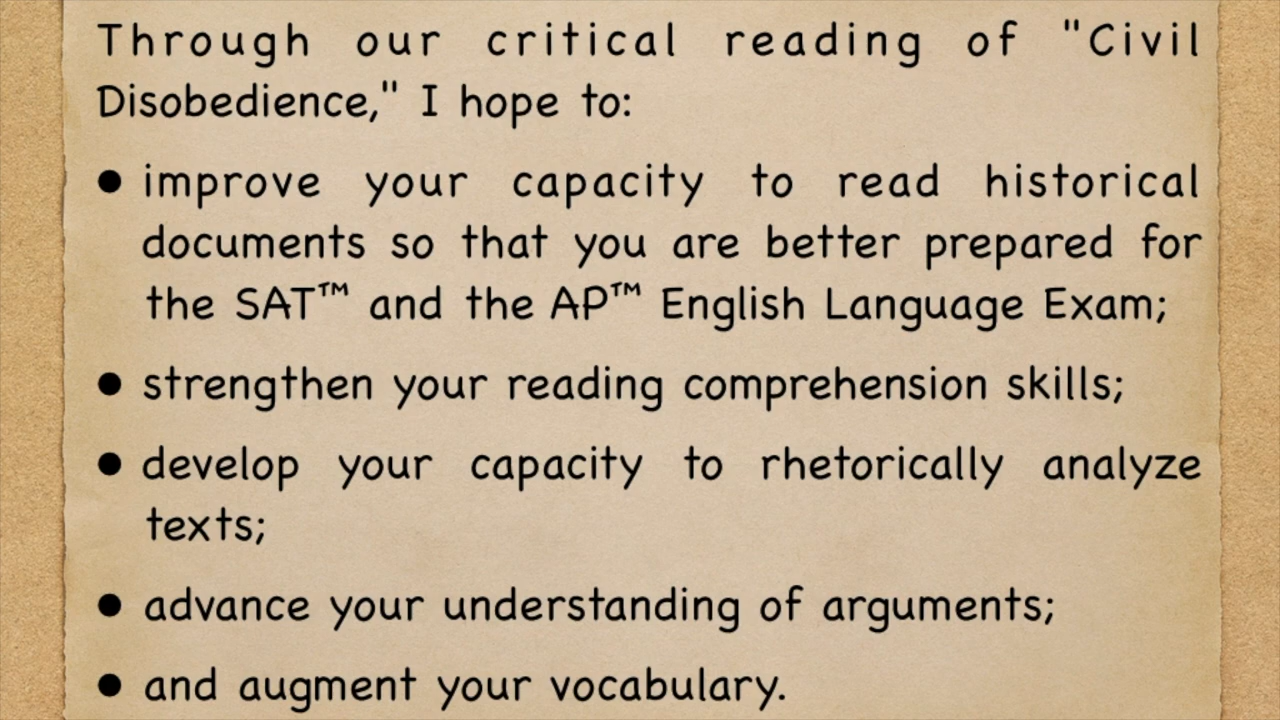 Through our critical reading of "Civil
Disobedience," I hope to:
● improve your capacity to read historical
documents so that you are better prepared for
the SAT™ and the AP™ English Language Exam;
● strengthen your reading comprehension skills;
● develop your capacity to rhetorically analyze
texts;
● advance your understanding of arguments;
● and augment your vocabulary.